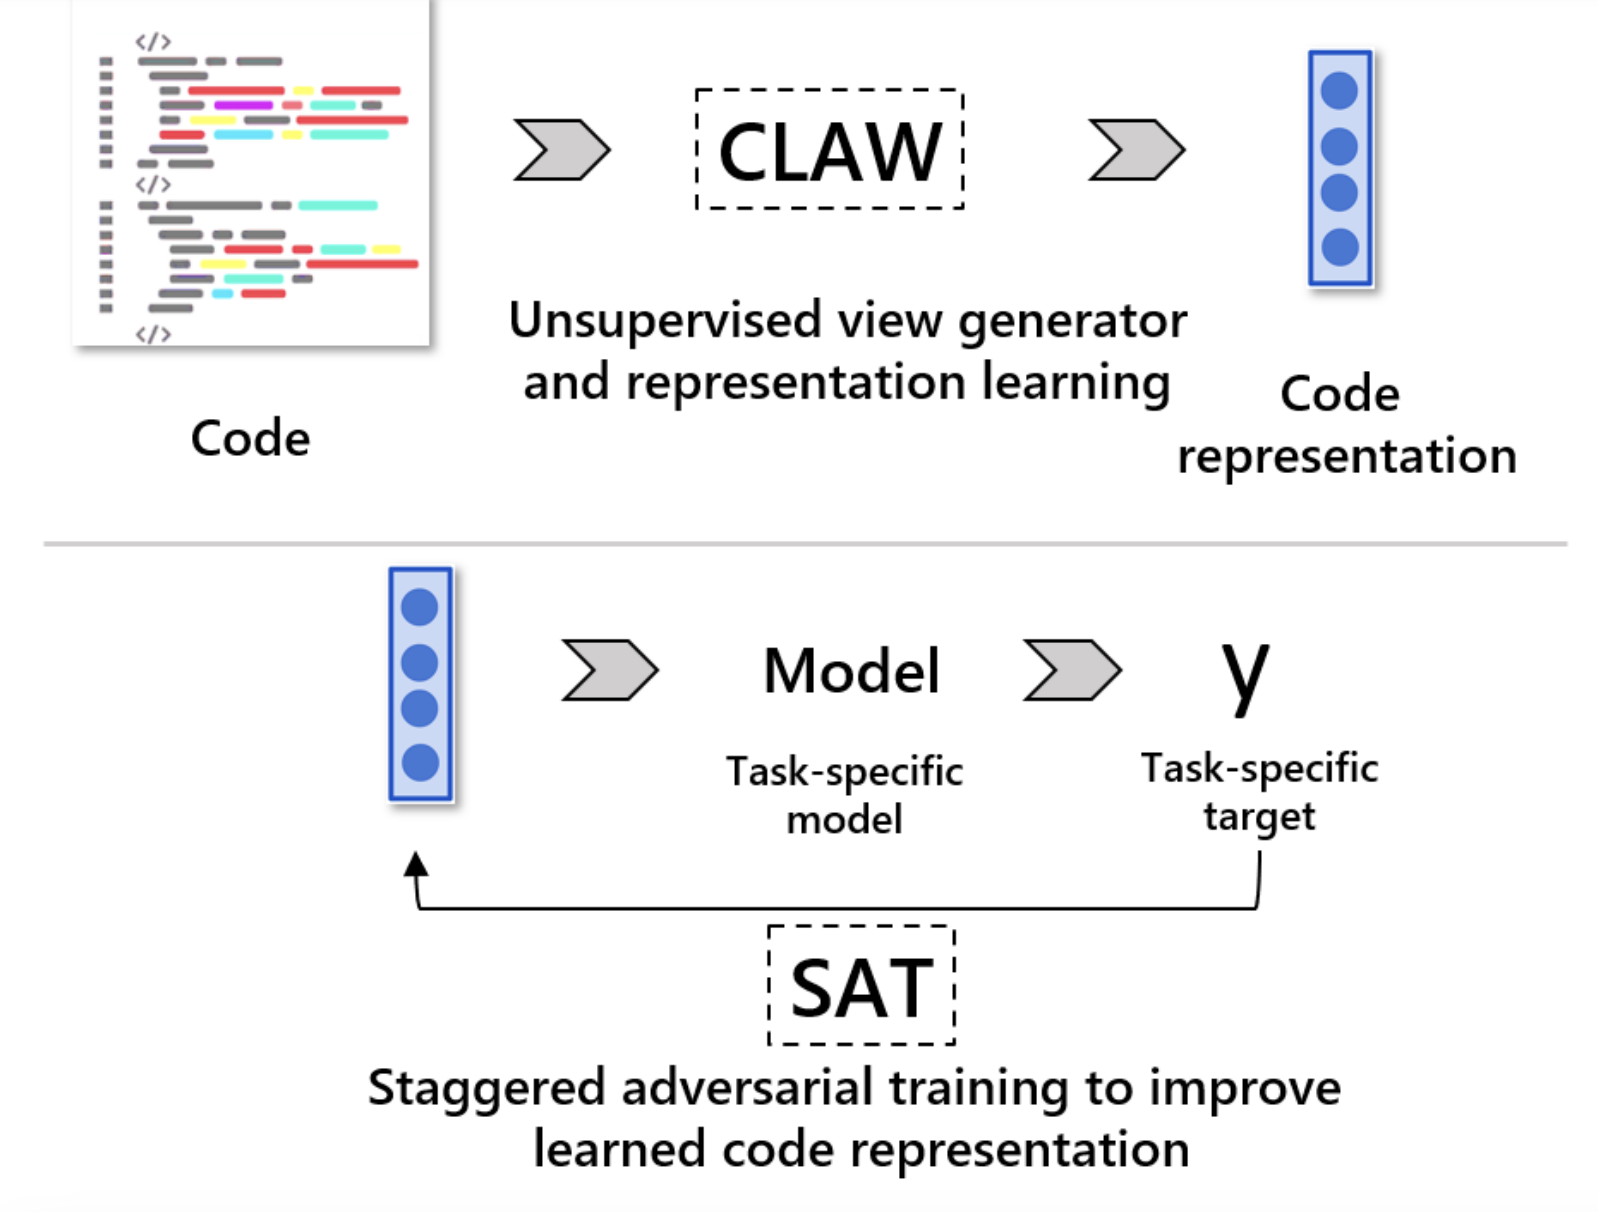 </>
</>
</>
CLAW
Unsupervised view generator
and representation learning
Code
Code
representation
Model
y
Task-specific
model
Task-specific
target
SAT
Staggered adversarial training to improve
learned code representation